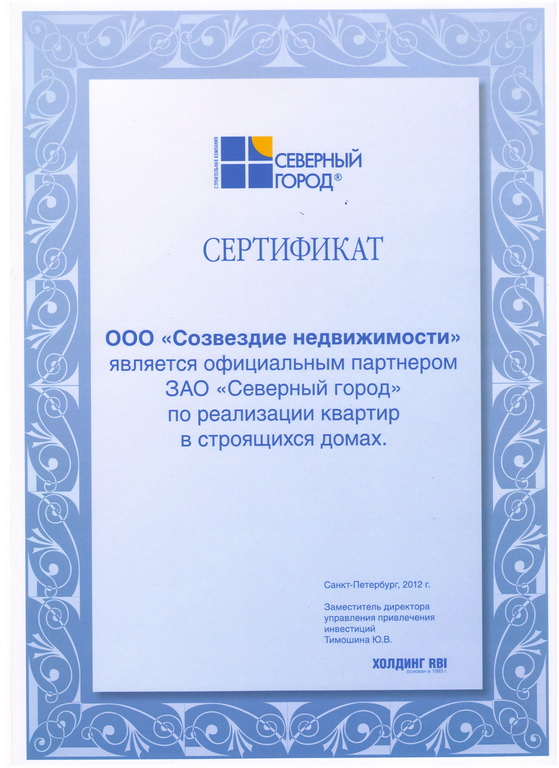 СТРОИТЕЛЬНАЯ КОМПАНИЯ
СЕВЕРНЫЙ
ГОРОД®
СЕРТИФИКАТ
ООО «Созвездие недвижимости»
является официальным партнером
ЗАО «Северный город»
по реализации квартир
в строящихся домах.
Санкт-Петербург, 2012 г.
Заместитель директора
управления привлечения
инвестиций
Тимошина Ю.В.
ХОЛДИНГ RBI
основан в 1993 г.